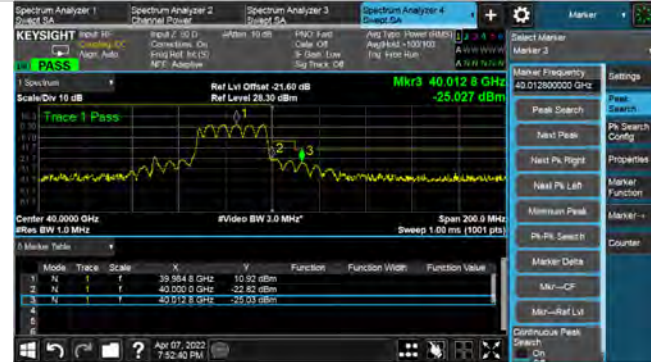 Spectrum Analyzer 1
Swept SA
Spectrum Analyzer 2
Channel Power
Spectrum Analyzer 3
Swept SA
Spectrum Analyzer 4
Swept SA
+
Marker
KEYSIGHT
Input: RF
Coupling: DC
Align: Auto
Input Z: 50 Ω
Corrections: On
Freq Ref: Int (S)
NFE: Adaptive
#Atten: 10 dB
PNO: Fast
Gate: Off
IF Gain: Low
Sig Track: Off
Avg Type: Power (RMS)
Avg|Hold: >100/100
Trig: Free Run
PASS
Select Marker
Marker 3
Marker Frequency
40.012800000 GHz
Settings
Peak Search
Next Peak
Next Pk Right
Next Pk Left
Minimum Peak
Pk-Pk Search
Marker Delta
Mkr→CF
Mkr→Ref Lvl
Continuous Peak
Search
On
Peak
Search
Pk Search
Config
Properties
Marker
Function
Marker→
Counter
1 Spectrum
Scale/Div 10 dB
Ref Lvl Offset -21.60 dB
Ref Level 28.30 dBm
Mkr3 40.012 8 GHz
-25.027 dBm
Trace 1 Pass
1
2
3
Center 40.0000 GHz
#Res BW 1.0 MHz
#Video BW 3.0 MHz*
Span 200.0 MHz
Sweep 1.00 ms (1001 pts)
Marker Table
Mode Trace Scale X Y Function Function Width Function Value
1 N 1 f 39.984 8 GHz 10.92 dBm
2 N 1 f 40.000 0 GHz -22.82 dBm
3 N 1 f 40.012 8 GHz -25.03 dBm
4
5
6
Apr 07, 2022
7:52:40 PM